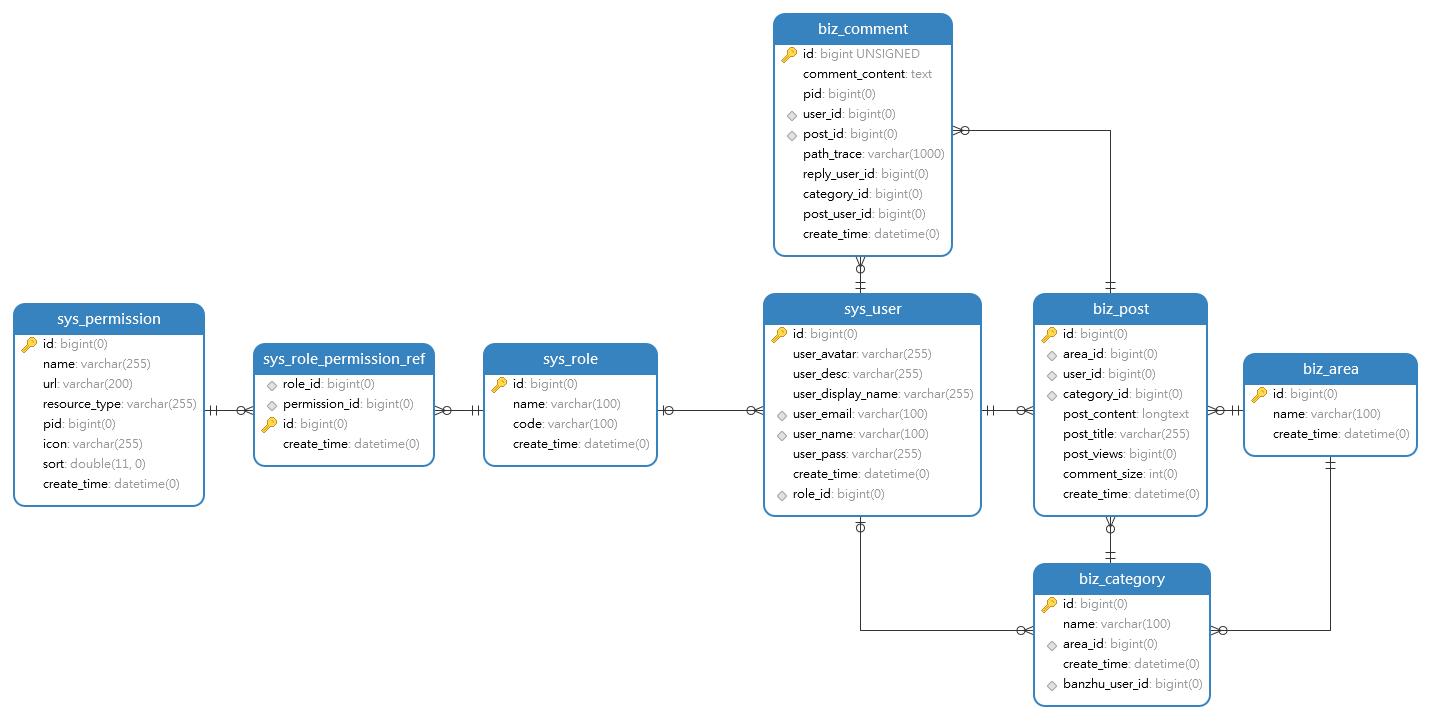 biz_comment
id: bigint UNSIGNED
comment_content: text
pid: bigint(0)
user_id: bigint(0)
post_id: bigint(0)
path_trace: varchar(1000)
reply_user_id: bigint(0)
category_id: bigint(0)
post_user_id: bigint(0)
create_time: datetime(0)
sys_permission
id: bigint(0)
name: varchar(255)
url: varchar(200)
resource_type: varchar(255)
pid: bigint(0)
icon: varchar(255)
sort: double(11, 0)
create_time: datetime(0)
sys_role_permission_ref
role_id: bigint(0)
permission_id: bigint(0)
id: bigint(0)
create_time: datetime(0)
sys_role
id: bigint(0)
name: varchar(100)
code: varchar(100)
create_time: datetime(0)
sys_user
id: bigint(0)
user_avatar: varchar(255)
user_desc: varchar(255)
user_display_name: varchar(255)
user_email: varchar(100)
user_name: varchar(100)
user_pass: varchar(255)
create_time: datetime(0)
role_id: bigint(0)
biz_post
id: bigint(0)
area_id: bigint(0)
user_id: bigint(0)
category_id: bigint(0)
post_content: longtext
post_title: varchar(255)
post_views: bigint(0)
comment_size: int(0)
create_time: datetime(0)
biz_area
id: bigint(0)
name: varchar(100)
create_time: datetime(0)
biz_category
id: bigint(0)
name: varchar(100)
area_id: bigint(0)
create_time: datetime(0)
banzhu_user_id: bigint(0)